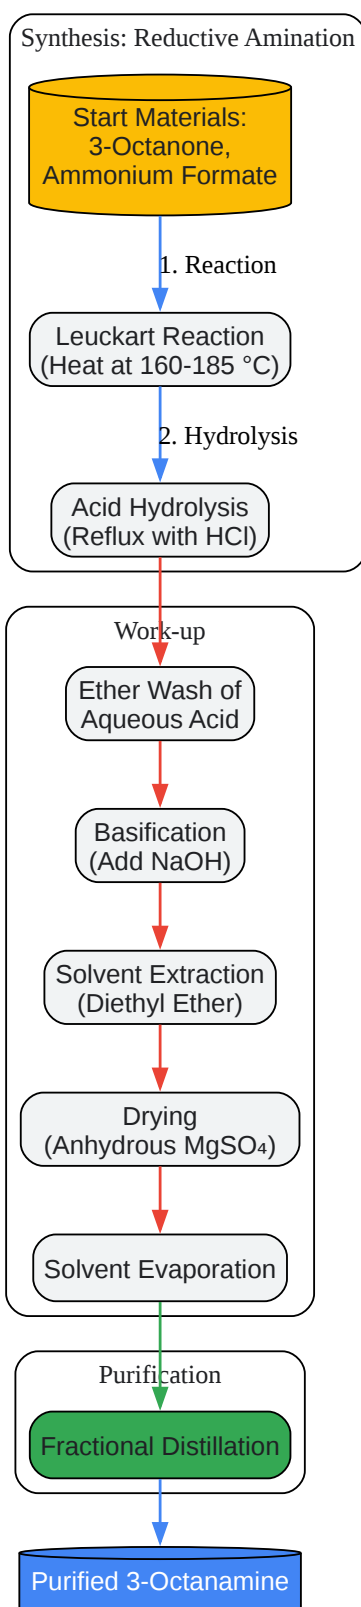 Synthesis: Reductive Amination
Start Materials:
3-Octanone,
Ammonium Formate
1. Reaction
Leuckart Reaction
(Heat at 160-185 °C)
2. Hydrolysis
Acid Hydrolysis
(Reflux with HCl)
Work-up
Ether Wash of
Aqueous Acid
Basification
(Add NaOH)
Solvent Extraction
(Diethyl Ether)
Drying
(Anhydrous MgSO₄)
Solvent Evaporation
Purification
Fractional Distillation
Purified 3-Octanamine